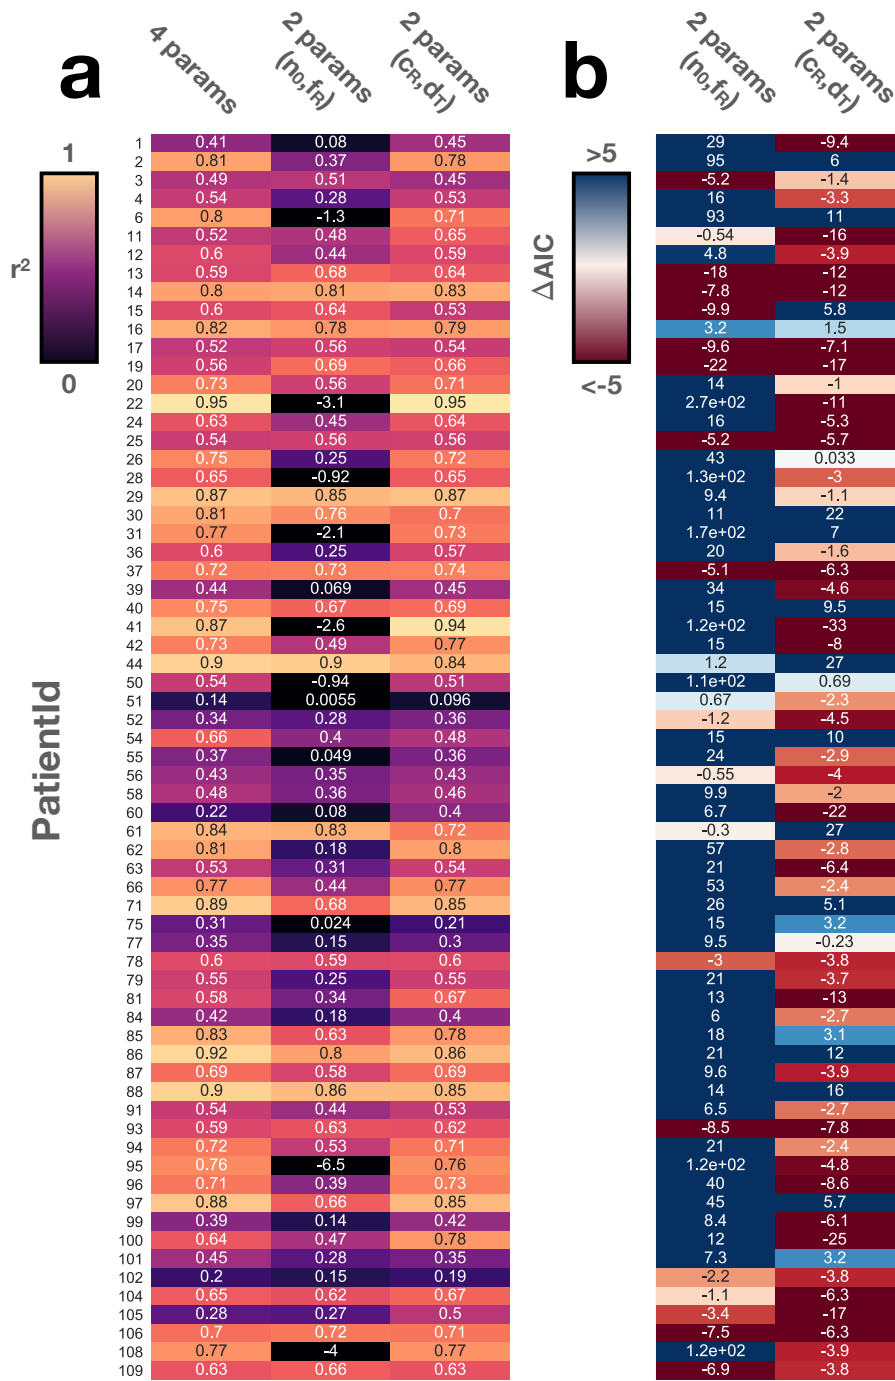 a
b
4 params
2 params
(n0,fR)
2 params
(cR,dT)
2 params
(n0,fR)
2 params
(cR,dT)
1
r2
0
>5
ΔAIC
<-5
PatientId
1 0.41 0.08 0.45 29 -9.4
2 0.81 0.37 0.78 95 6
3 0.49 0.51 0.45 -5.2 -1.4
4 0.54 0.28 0.53 16 -3.3
6 0.8 -1.3 0.71 93 11
11 0.52 0.48 0.65 -0.54 -16
12 0.6 0.44 0.59 4.8 -3.9
13 0.59 0.68 0.64 -18 -12
14 0.8 0.81 0.83 -7.8 -12
15 0.6 0.64 0.53 -9.9 5.8
16 0.82 0.78 0.79 3.2 1.5
17 0.52 0.56 0.54 -9.6 -7.1
19 0.56 0.69 0.66 -22 -17
20 0.73 0.56 0.71 14 -1
22 0.95 -3.1 0.95 2.7e+02 -11
24 0.63 0.45 0.64 16 -5.3
25 0.54 0.56 0.56 -5.2 -5.7
26 0.75 0.25 0.72 43 0.033
28 0.65 -0.92 0.65 1.3e+02 -3
29 0.87 0.85 0.87 9.4 -1.1
30 0.81 0.76 0.7 11 22
31 0.77 -2.1 0.73 1.7e+02 7
36 0.6 0.25 0.57 20 -1.6
37 0.72 0.73 0.74 -5.1 -6.3
39 0.44 0.069 0.45 34 -4.6
40 0.75 0.67 0.69 15 9.5
41 0.87 -2.6 0.94 1.2e+02 -33
42 0.73 0.49 0.77 15 -8
44 0.9 0.9 0.84 1.2 27
50 0.54 -0.94 0.51 1.1e+02 0.69
51 0.14 0.0055 0.096 0.67 -2.3
52 0.34 0.28 0.36 -1.2 -4.5
54 0.66 0.4 0.48 15 10
55 0.37 0.049 0.36 24 -2.9
56 0.43 0.35 0.43 -0.55 -4
58 0.48 0.36 0.46 9.9 -2
60 0.22 0.08 0.4 6.7 -22
61 0.84 0.83 0.72 -0.3 27
62 0.81 0.18 0.8 57 -2.8
63 0.53 0.31 0.54 21 -6.4
66 0.77 0.44 0.77 53 -2.4
71 0.89 0.68 0.85 26 5.1
75 0.31 0.024 0.21 15 3.2
77 0.35 0.15 0.3 9.5 -0.23
78 0.6 0.59 0.6 -3 -3.8
79 0.55 0.25 0.55 21 -3.7
81 0.58 0.34 0.67 13 -13
84 0.42 0.18 0.4 6 -2.7
85 0.83 0.63 0.78 18 3.1
86 0.92 0.8 0.86 21 12
87 0.69 0.58 0.69 9.6 -3.9
88 0.9 0.86 0.85 14 16
91 0.54 0.44 0.53 6.5 -2.7
93 0.59 0.63 0.62 -8.5 -7.8
94 0.72 0.53 0.71 21 -2.4
95 0.76 -6.5 0.76 1.2e+02 -4.8
96 0.71 0.39 0.73 40 -8.6
97 0.88 0.66 0.85 45 5.7
99 0.39 0.14 0.42 8.4 -6.1
100 0.64 0.47 0.78 12 -25
101 0.45 0.28 0.35 7.3 3.2
102 0.2 0.15 0.19 -2.2 -3.8
104 0.65 0.62 0.67 -1.1 -6.3
105 0.28 0.27 0.5 -3.4 -17
106 0.7 0.72 0.71 -7.5 -6.3
108 0.77 -4 0.77 1.2e+02 -3.9
109 0.63 0.66 0.63 -6.9 -3.8